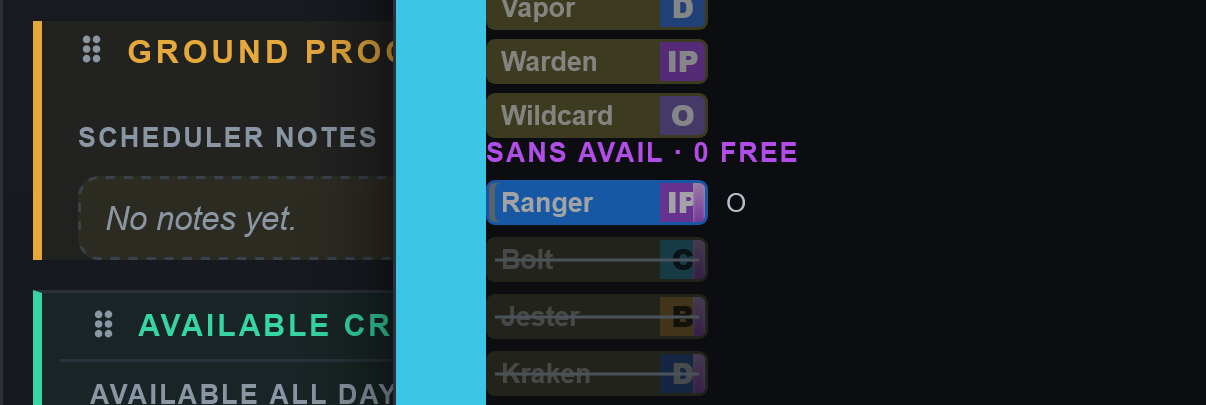 GROUND PROG
SCHEDULER NOTES
No notes yet.
AVAILABLE CR
AVAILABLE ALL DAY
Vapor D
Warden IP
Wildcard O
SANS AVAIL · 0 FREE
Ranger IP O
Bolt C
Jester B
Kraken D